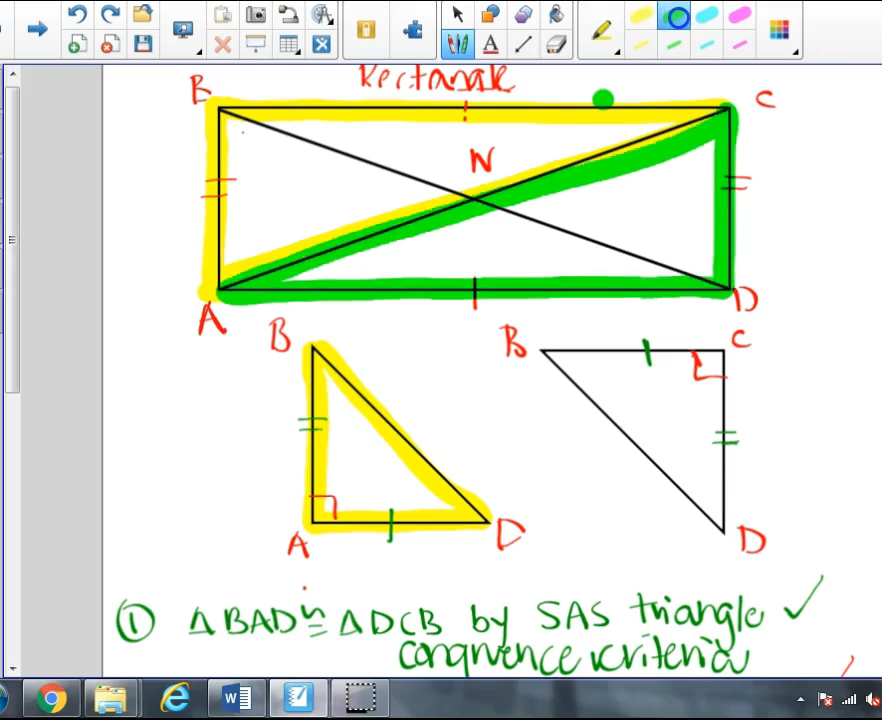 Rectangle
B
C
N
A
D
B
B
C
A
D
D
① ΔBAD ≅ ΔDCB by SAS triangle ✓
congruence criteria